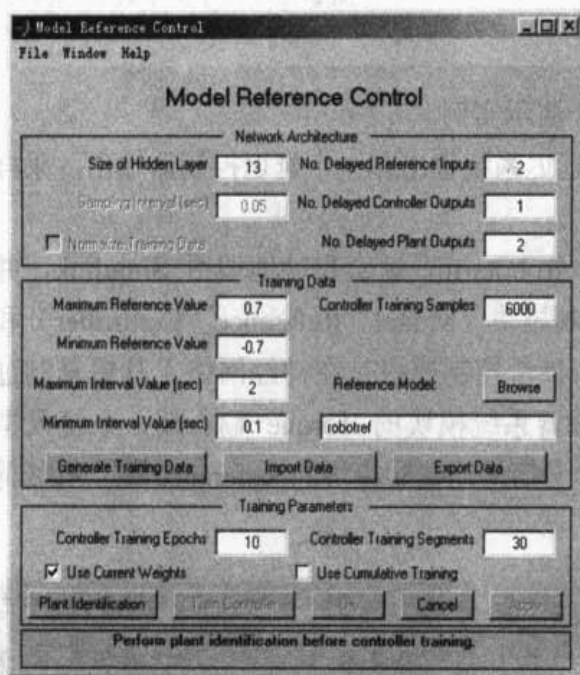 Model Reference Control
File Window Help
Model Reference Control
Network Architecture
Size of Hidden Layer 13 No. Delayed Reference Inputs 2
Sampling Interval (sec) 0.05 No. Delayed Controller Outputs 1
Normalize Training Data No. Delayed Plant Outputs 2
Training Data
Maximum Reference Value 0.7 Controller Training Samples 6000
Minimum Reference Value -0.7
Maximum Interval Value (sec) 2 Reference Model: Browse
Minimum Interval Value (sec) 0.1 robotref
Generate Training Data Import Data Export Data
Training Parameters
Controller Training Epochs 10 Controller Training Segments 30
Use Current Weights Use Cumulative Training
Plant Identification Train Controller OK Cancel Apply
Perform plant identification before controller training.